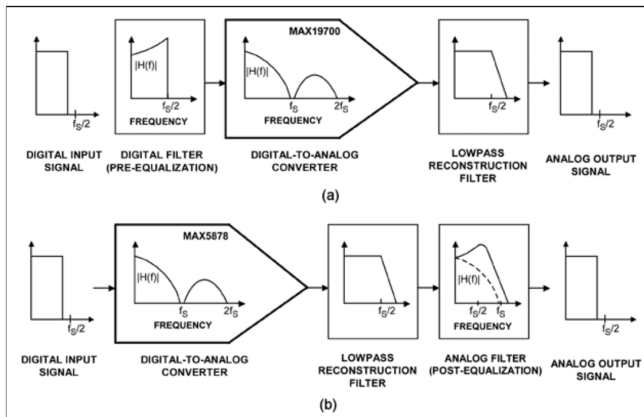 MAX19700
|H(f)|
|H(f)|
|H(f)|
fS/2
fS/2
fS
2fS
fS/2
fS/2
FREQUENCY
FREQUENCY
DIGITAL INPUT
SIGNAL
DIGITAL FILTER
(PRE-EQUALIZATION)
DIGITAL-TO-ANALOG
CONVERTER
LOWPASS
RECONSTRUCTION
FILTER
ANALOG OUTPUT
SIGNAL
(a)
MAX5878
|H(f)|
|H(f)|
|H(f)|
fS/2
fS
2fS
fS/2
fS/2
fS
fS/2
FREQUENCY
FREQUENCY
DIGITAL INPUT
SIGNAL
DIGITAL-TO-ANALOG
CONVERTER
LOWPASS
RECONSTRUCTION
FILTER
ANALOG FILTER
(POST-EQUALIZATION)
ANALOG OUTPUT
SIGNAL
(b)